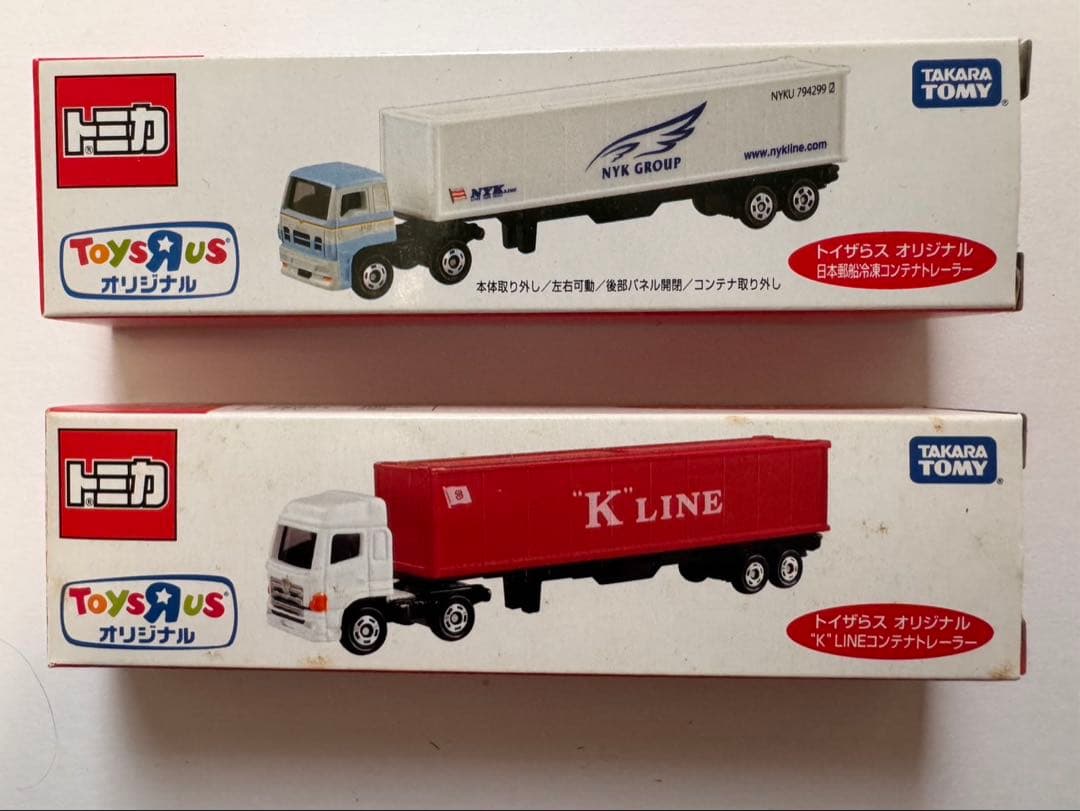 トミカ
®
TAKARA
TOMY
®
NYKU 794299 2
NYK GROUP
www.nykline.com
NYK LINE
TOYSЯUS®
オリジナル
トイザらス オリジナル
日本郵船冷凍コンテナトレーラー
本体取り外し/左右可動/後部パネル開閉/コンテナ取り外し
トミカ
®
TAKARA
TOMY
®
"K" LINE
TOYSЯUS®
オリジナル
トイザらス オリジナル
"K" LINEコンテナトレーラー